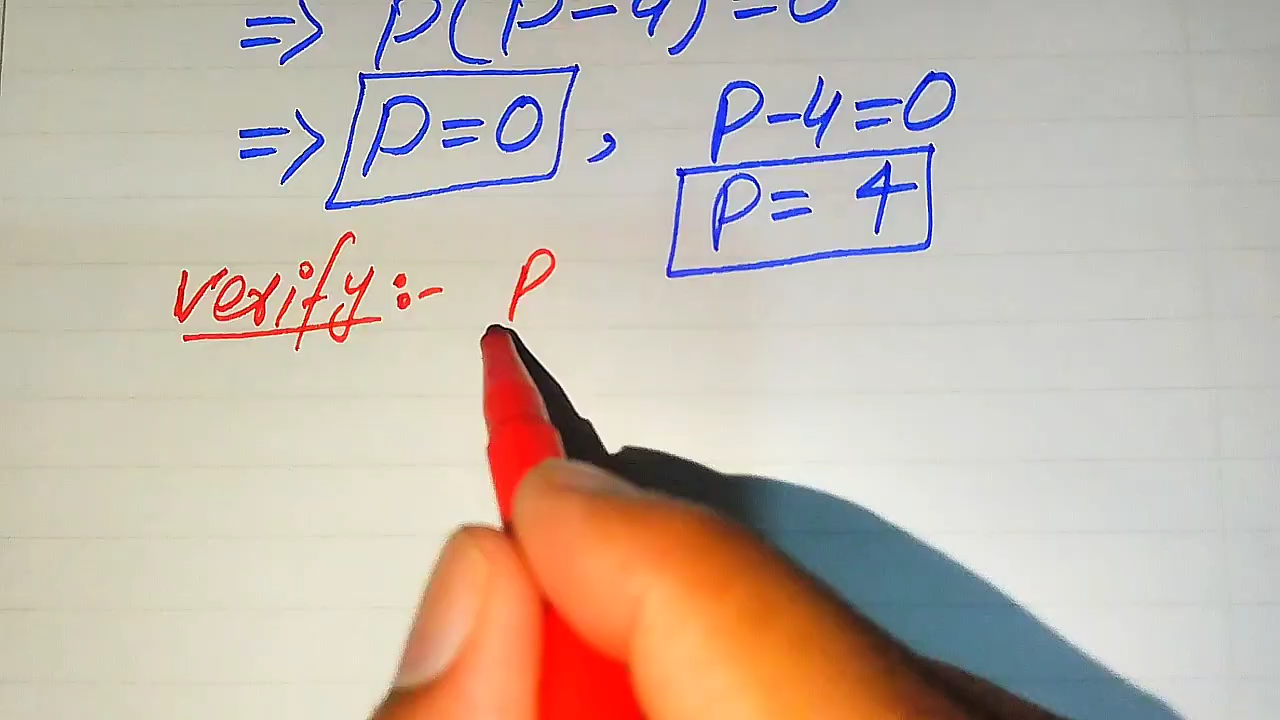 => P(P-4)=0
=> P=0, P-4=0
P= 4
verify:- P